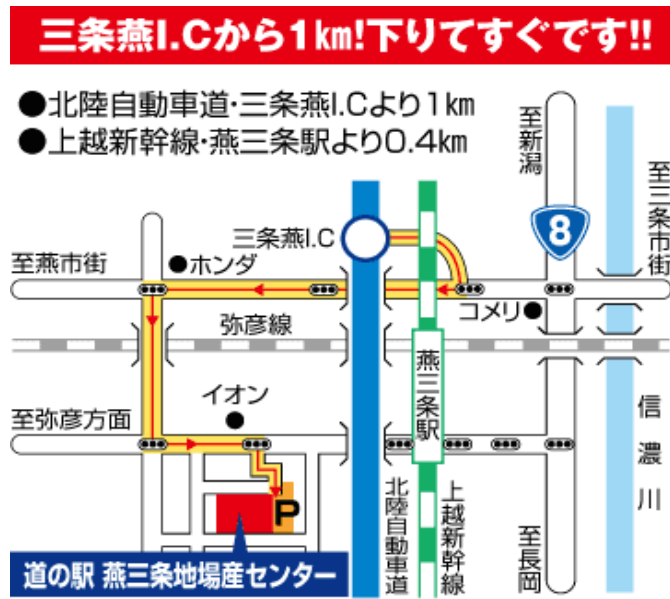 三条燕I.Cから1km!下りてすぐです!!
●北陸自動車道・三条燕I.Cより1km
●上越新幹線・燕三条駅より0.4km
至新潟
至三条市街
8
三条燕I.C
至燕市街
●ホンダ
コメリ●
弥彦線
燕三条駅
イオン
至弥彦方面
信濃川
P
北陸自動車道
上越新幹線
至長岡
道の駅 燕三条地場産センター